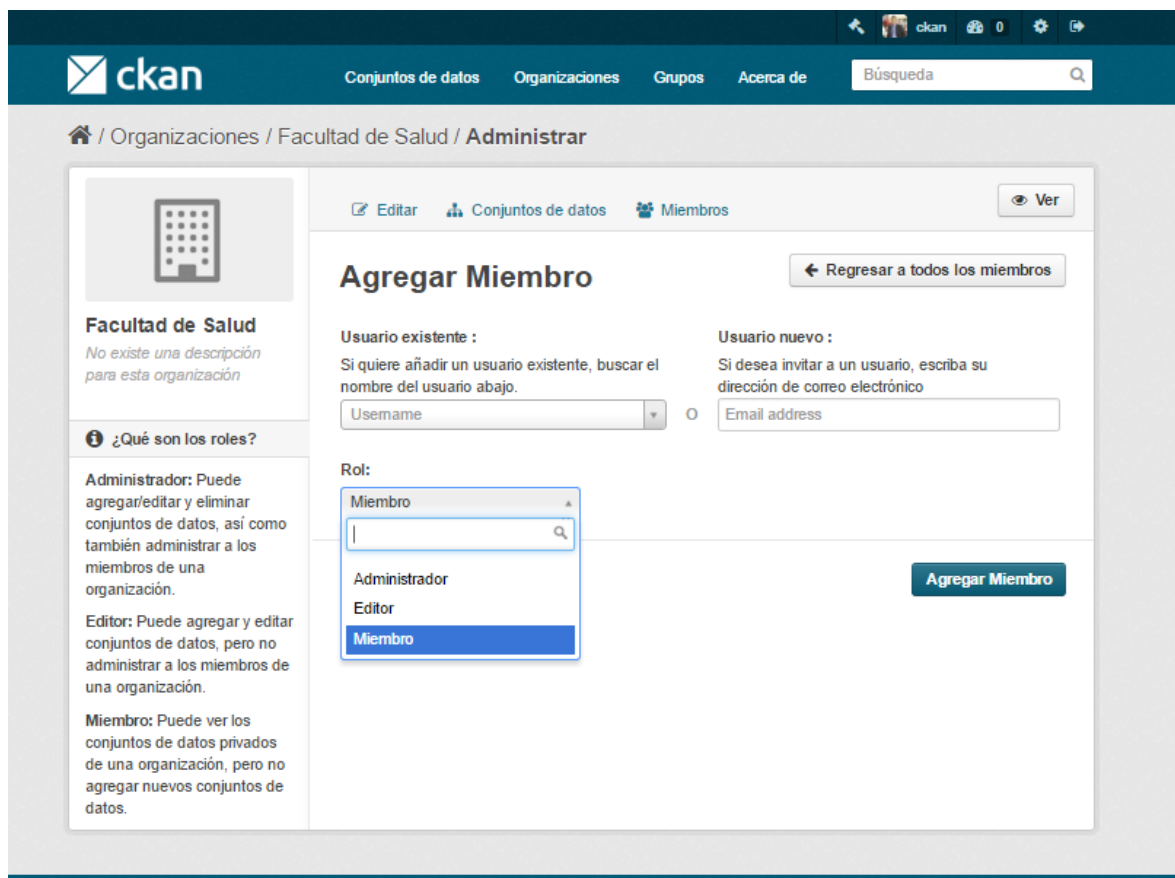 ckan 0
ckan
Conjuntos de datos Organizaciones Grupos Acerca de Búsqueda
/ Organizaciones / Facultad de Salud / Administrar
Editar Conjuntos de datos Miembros Ver
Agregar Miembro
Regresar a todos los miembros
Facultad de Salud
No existe una descripción
para esta organización
¿Qué son los roles?
Administrador: Puede
agregar/editar y eliminar
conjuntos de datos, así como
también administrar a los
miembros de una
organización.
Editor: Puede agregar y editar
conjuntos de datos, pero no
administrar a los miembros de
una organización.
Miembro: Puede ver los
conjuntos de datos privados
de una organización, pero no
agregar nuevos conjuntos de
datos.
Usuario existente :
Si quiere añadir un usuario existente, buscar el
nombre del usuario abajo.
Username
O
Usuario nuevo :
Si desea invitar a un usuario, escriba su
dirección de correo electrónico
Email address
Rol:
Miembro
Administrador
Editor
Miembro
Agregar Miembro